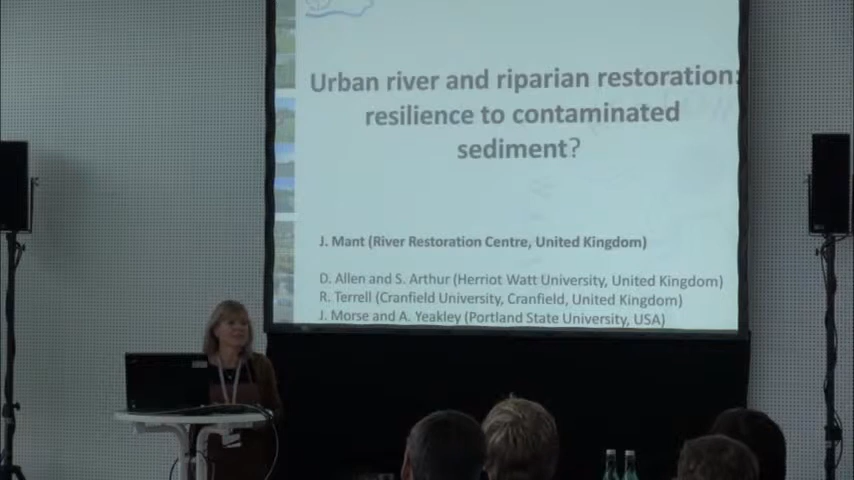 Urban river and riparian restoration:
resilience to contaminated
sediment?
J. Mant (River Restoration Centre, United Kingdom)
D. Allen and S. Arthur (Herriot Watt University, United Kingdom)
R. Terrell (Cranfield University, Cranfield, United Kingdom)
J. Morse and A. Yeakley (Portland State University, USA)